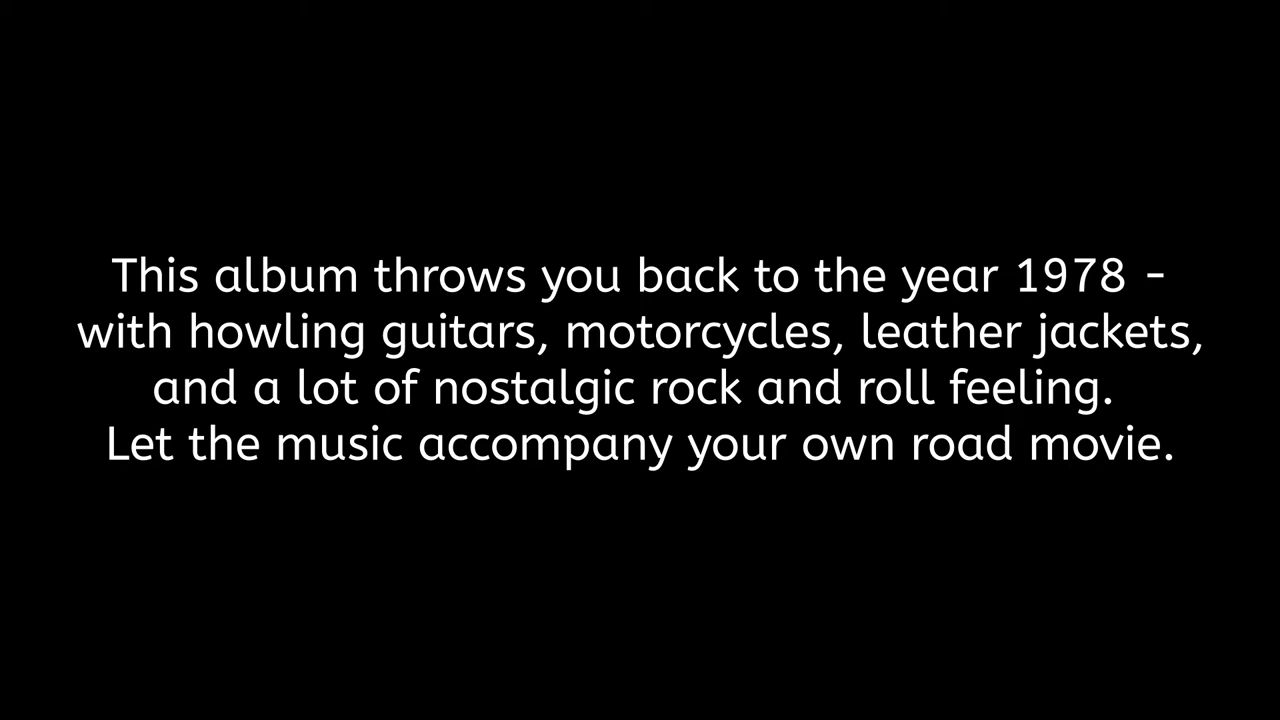 This album throws you back to the year 1978 -
with howling guitars, motorcycles, leather jackets,
and a lot of nostalgic rock and roll feeling.
Let the music accompany your own road movie.